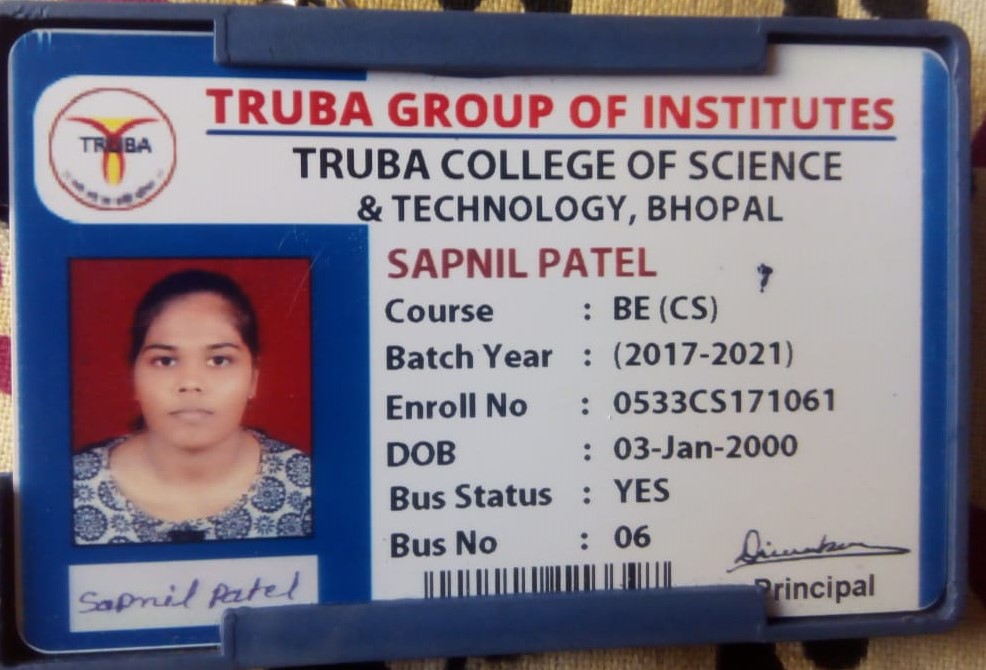 TRUBA GROUP OF INSTITUTES
TRUBA
TRUBA COLLEGE OF SCIENCE
& TECHNOLOGY, BHOPAL
SAPNIL PATEL
Course : BE (CS)
Batch Year : (2017-2021)
Enroll No : 0533CS171061
DOB : 03-Jan-2000
Bus Status : YES
Bus No : 06
Sapnil Patel
Principal